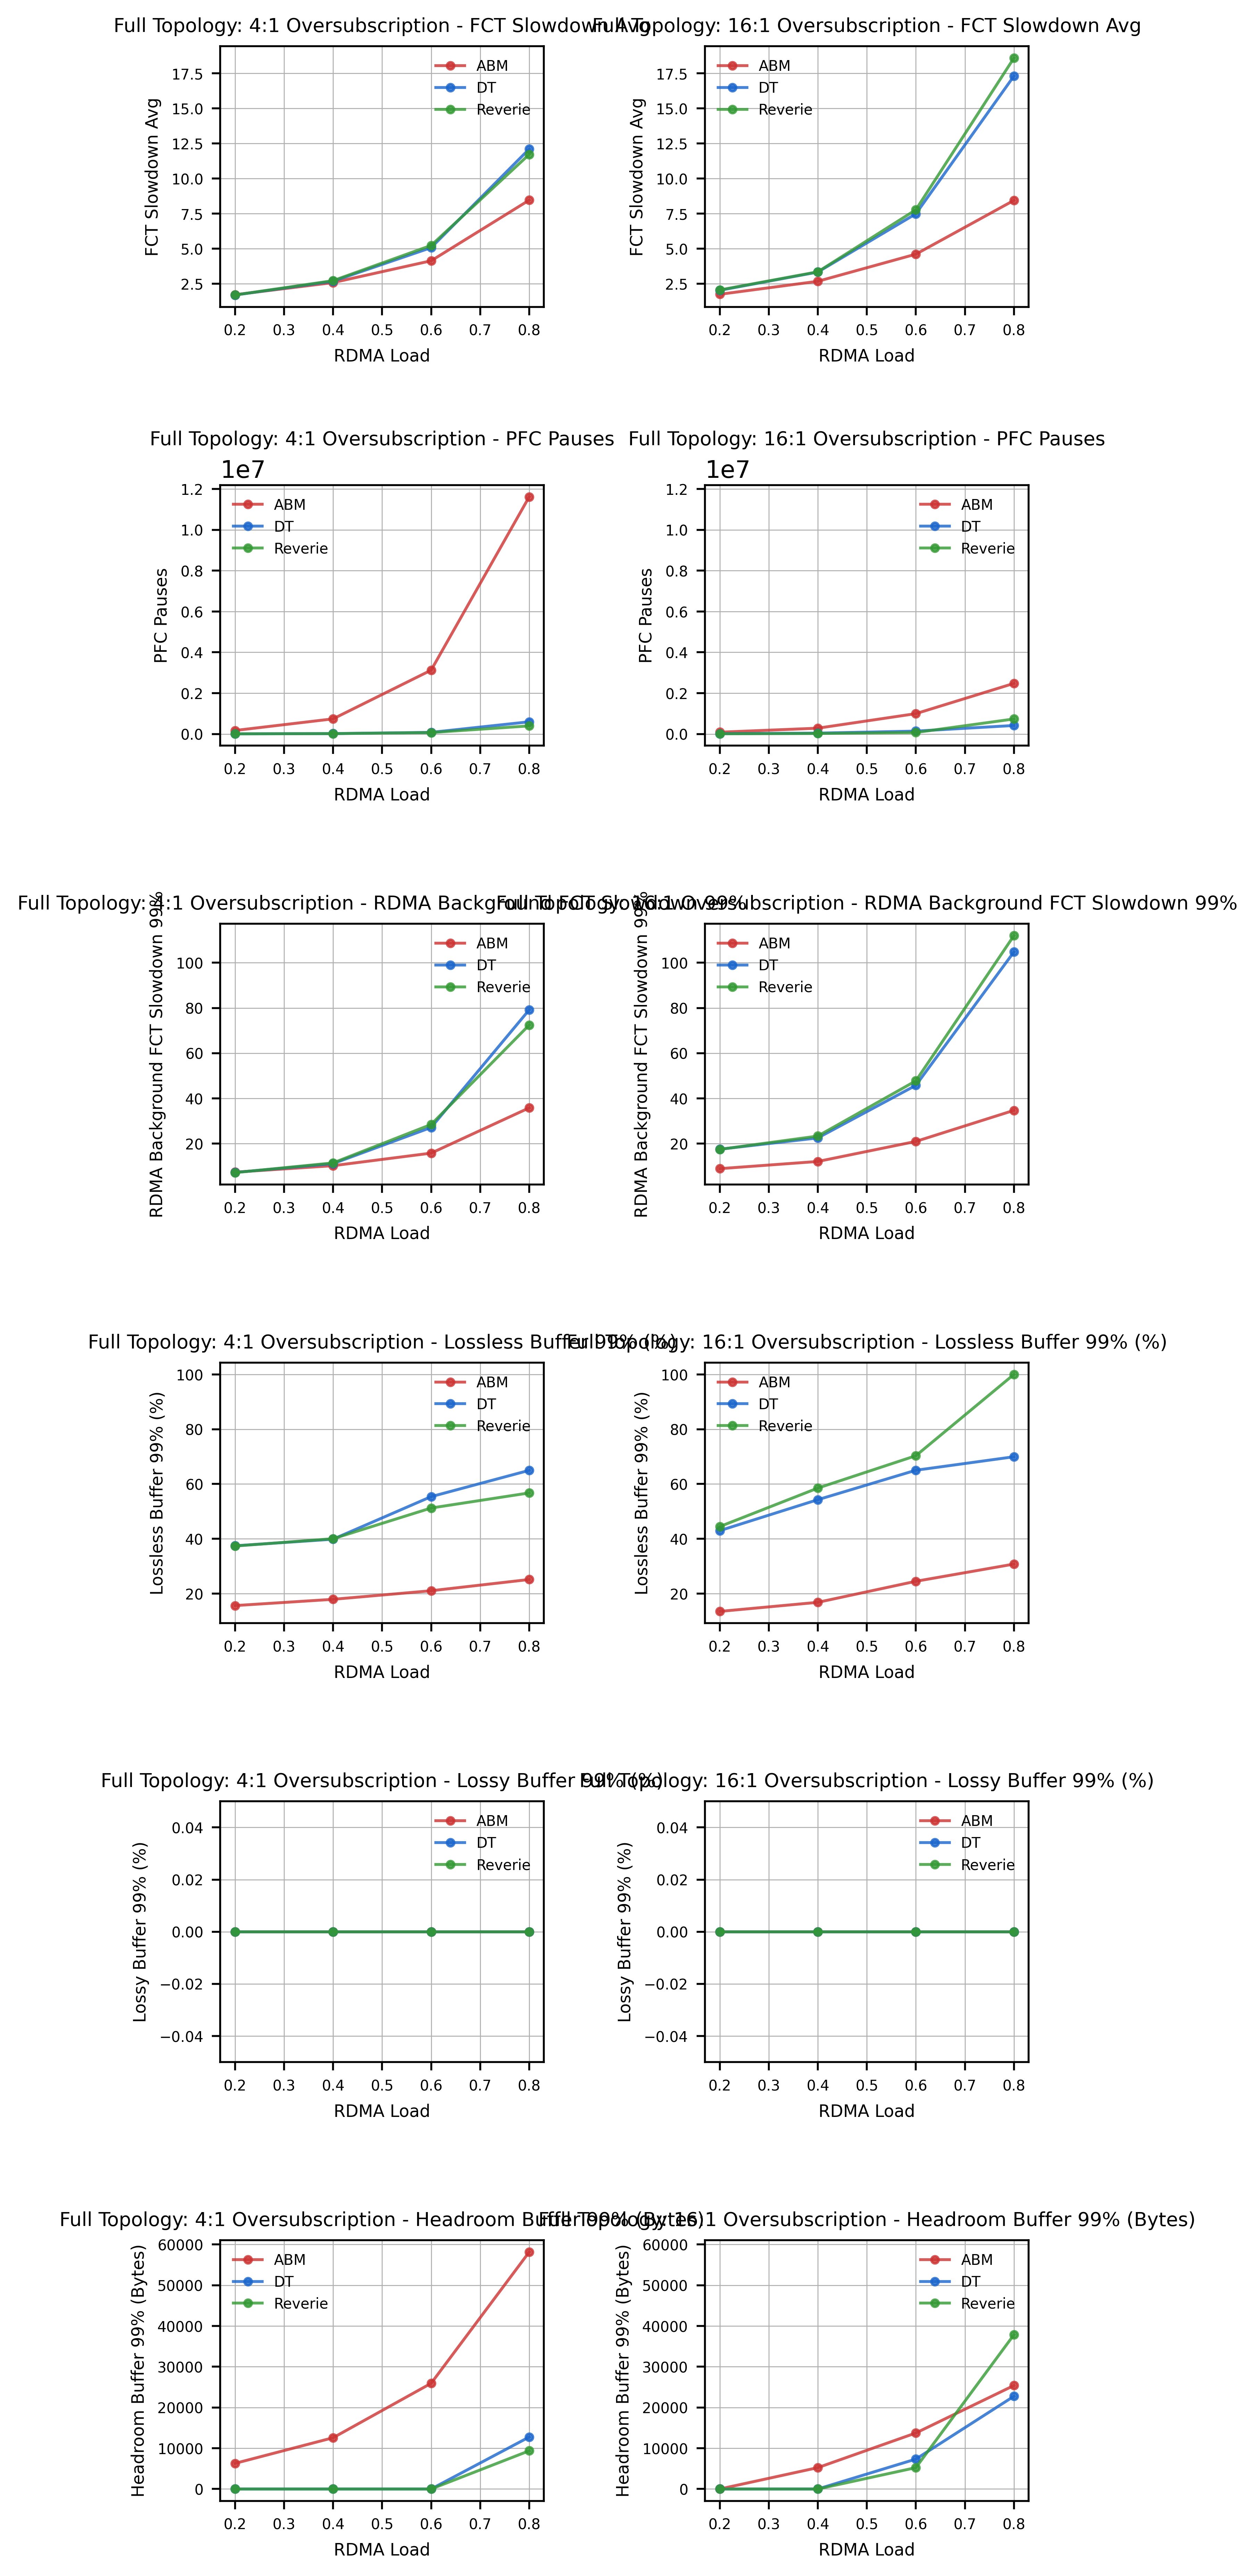 Full Topology: 4:1 Oversubscription - FCT Slowdown Avg
Full Topology: 16:1 Oversubscription - FCT Slowdown Avg
FCT Slowdown Avg
17.5
15.0
12.5
10.0
7.5
5.0
2.5
ABM
DT
Reverie
0.2 0.3 0.4 0.5 0.6 0.7 0.8
RDMA Load
FCT Slowdown Avg
17.5
15.0
12.5
10.0
7.5
5.0
2.5
ABM
DT
Reverie
0.2 0.3 0.4 0.5 0.6 0.7 0.8
RDMA Load
Full Topology: 4:1 Oversubscription - PFC Pauses
Full Topology: 16:1 Oversubscription - PFC Pauses
1e7
PFC Pauses
1.2
1.0
0.8
0.6
0.4
0.2
0.0
ABM
DT
Reverie
0.2 0.3 0.4 0.5 0.6 0.7 0.8
RDMA Load
1e7
PFC Pauses
1.2
1.0
0.8
0.6
0.4
0.2
0.0
ABM
DT
Reverie
0.2 0.3 0.4 0.5 0.6 0.7 0.8
RDMA Load
Full Topology: 4:1 Oversubscription - RDMA Background FCT Slowdown 99%
Full Topology: 16:1 Oversubscription - RDMA Background FCT Slowdown 99%
RDMA Background FCT Slowdown 99%
100
80
60
40
20
ABM
DT
Reverie
0.2 0.3 0.4 0.5 0.6 0.7 0.8
RDMA Load
RDMA Background FCT Slowdown 99%
100
80
60
40
20
ABM
DT
Reverie
0.2 0.3 0.4 0.5 0.6 0.7 0.8
RDMA Load
Full Topology: 4:1 Oversubscription - Lossless Buffer 99% (%)
Full Topology: 16:1 Oversubscription - Lossless Buffer 99% (%)
Lossless Buffer 99% (%)
100
80
60
40
20
ABM
DT
Reverie
0.2 0.3 0.4 0.5 0.6 0.7 0.8
RDMA Load
Lossless Buffer 99% (%)
100
80
60
40
20
ABM
DT
Reverie
0.2 0.3 0.4 0.5 0.6 0.7 0.8
RDMA Load
Full Topology: 4:1 Oversubscription - Lossy Buffer 99% (%)
Full Topology: 16:1 Oversubscription - Lossy Buffer 99% (%)
Lossy Buffer 99% (%)
0.04
0.02
0.00
−0.02
−0.04
ABM
DT
Reverie
0.2 0.3 0.4 0.5 0.6 0.7 0.8
RDMA Load
Lossy Buffer 99% (%)
0.04
0.02
0.00
−0.02
−0.04
ABM
DT
Reverie
0.2 0.3 0.4 0.5 0.6 0.7 0.8
RDMA Load
Full Topology: 4:1 Oversubscription - Headroom Buffer 99% (Bytes)
Full Topology: 16:1 Oversubscription - Headroom Buffer 99% (Bytes)
Headroom Buffer 99% (Bytes)
60000
50000
40000
30000
20000
10000
0
ABM
DT
Reverie
0.2 0.3 0.4 0.5 0.6 0.7 0.8
RDMA Load
Headroom Buffer 99% (Bytes)
60000
50000
40000
30000
20000
10000
0
ABM
DT
Reverie
0.2 0.3 0.4 0.5 0.6 0.7 0.8
RDMA Load